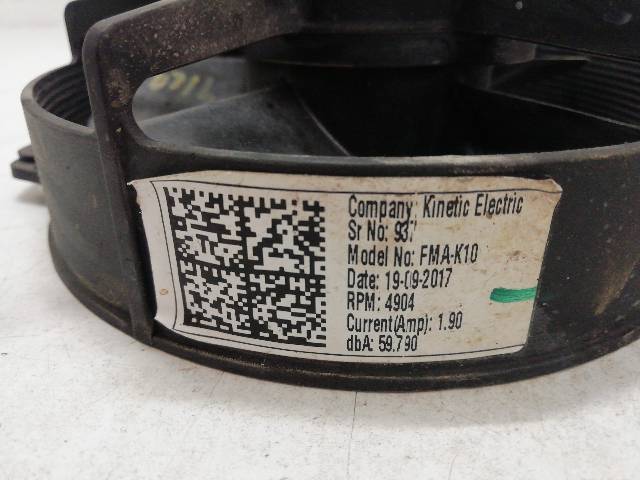 Company: Kinetic Electric
Sr No: 937
Model No: FMA-K10
Date: 19-09-2017
RPM: 4904
Current(Amp): 1.90
dbA: 59.790